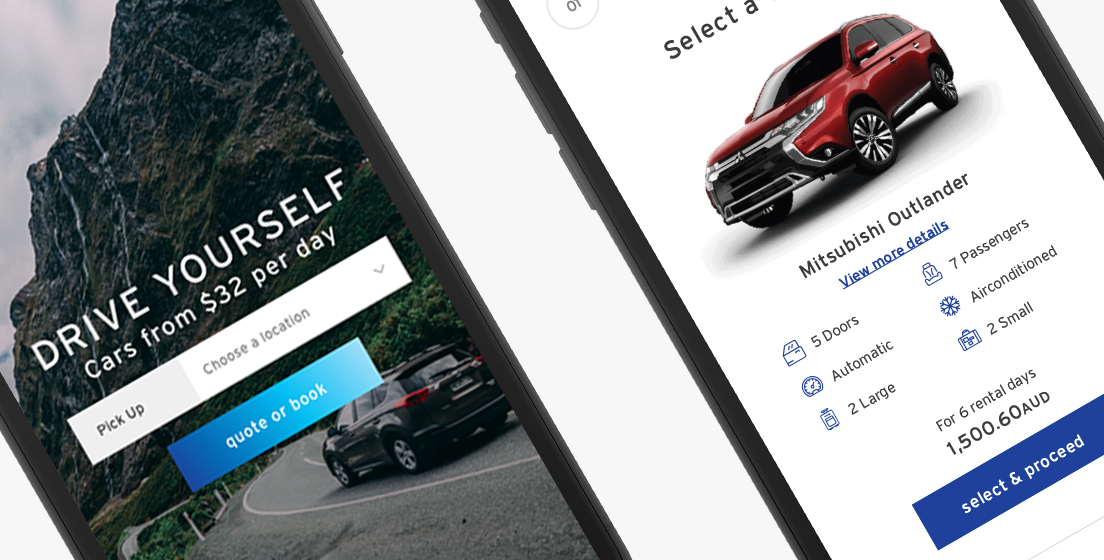 DRIVE YOURSELF
Cars from $32 per day
Pick Up
Choose a location
quote or book
01
Select a
Mitsubishi Outlander
View more details
5 Doors
7 Passengers
Automatic
Airconditioned
2 Large
2 Small
For 6 rental days
1,500.60AUD
select & proceed